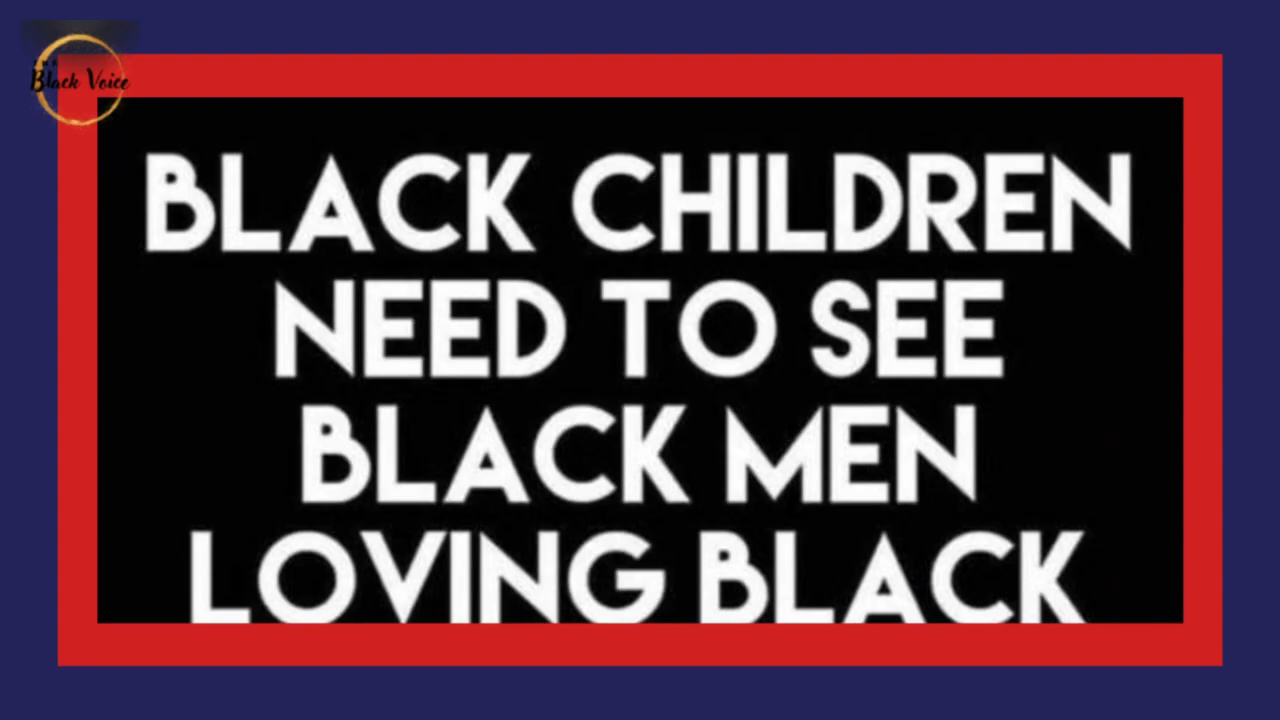 Black Voice
BLACK CHILDREN
NEED TO SEE
BLACK MEN
LOVING BLACK